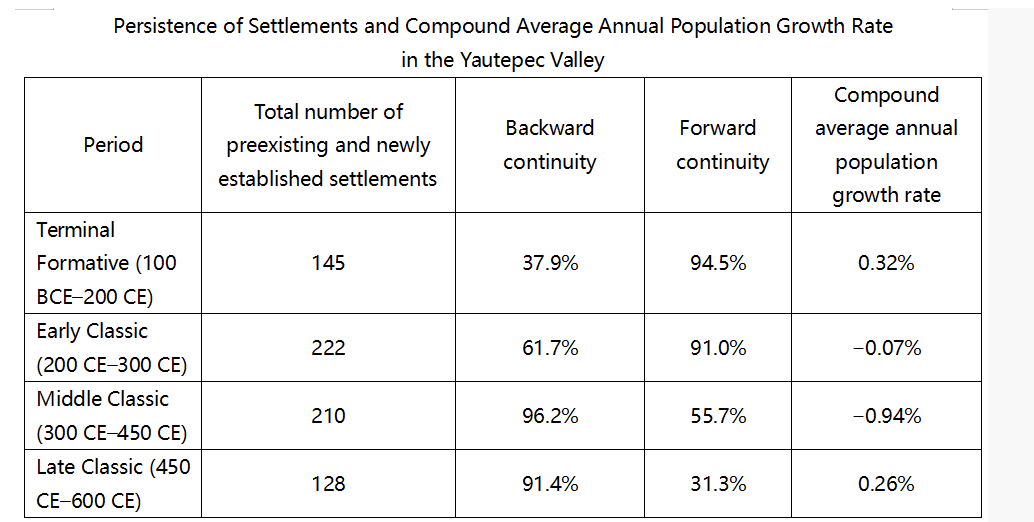 Persistence of Settlements and Compound Average Annual Population Growth Rate
in the Yautepec Valley
Period
Total number of
preexisting and newly
established settlements
Backward
continuity
Forward
continuity
Compound
average annual
population
growth rate
Terminal
Formative (100
BCE–200 CE)
145
37.9%
94.5%
0.32%
Early Classic
(200 CE–300 CE)
222
61.7%
91.0%
−0.07%
Middle Classic
(300 CE–450 CE)
210
96.2%
55.7%
−0.94%
Late Classic (450
CE–600 CE)
128
91.4%
31.3%
0.26%